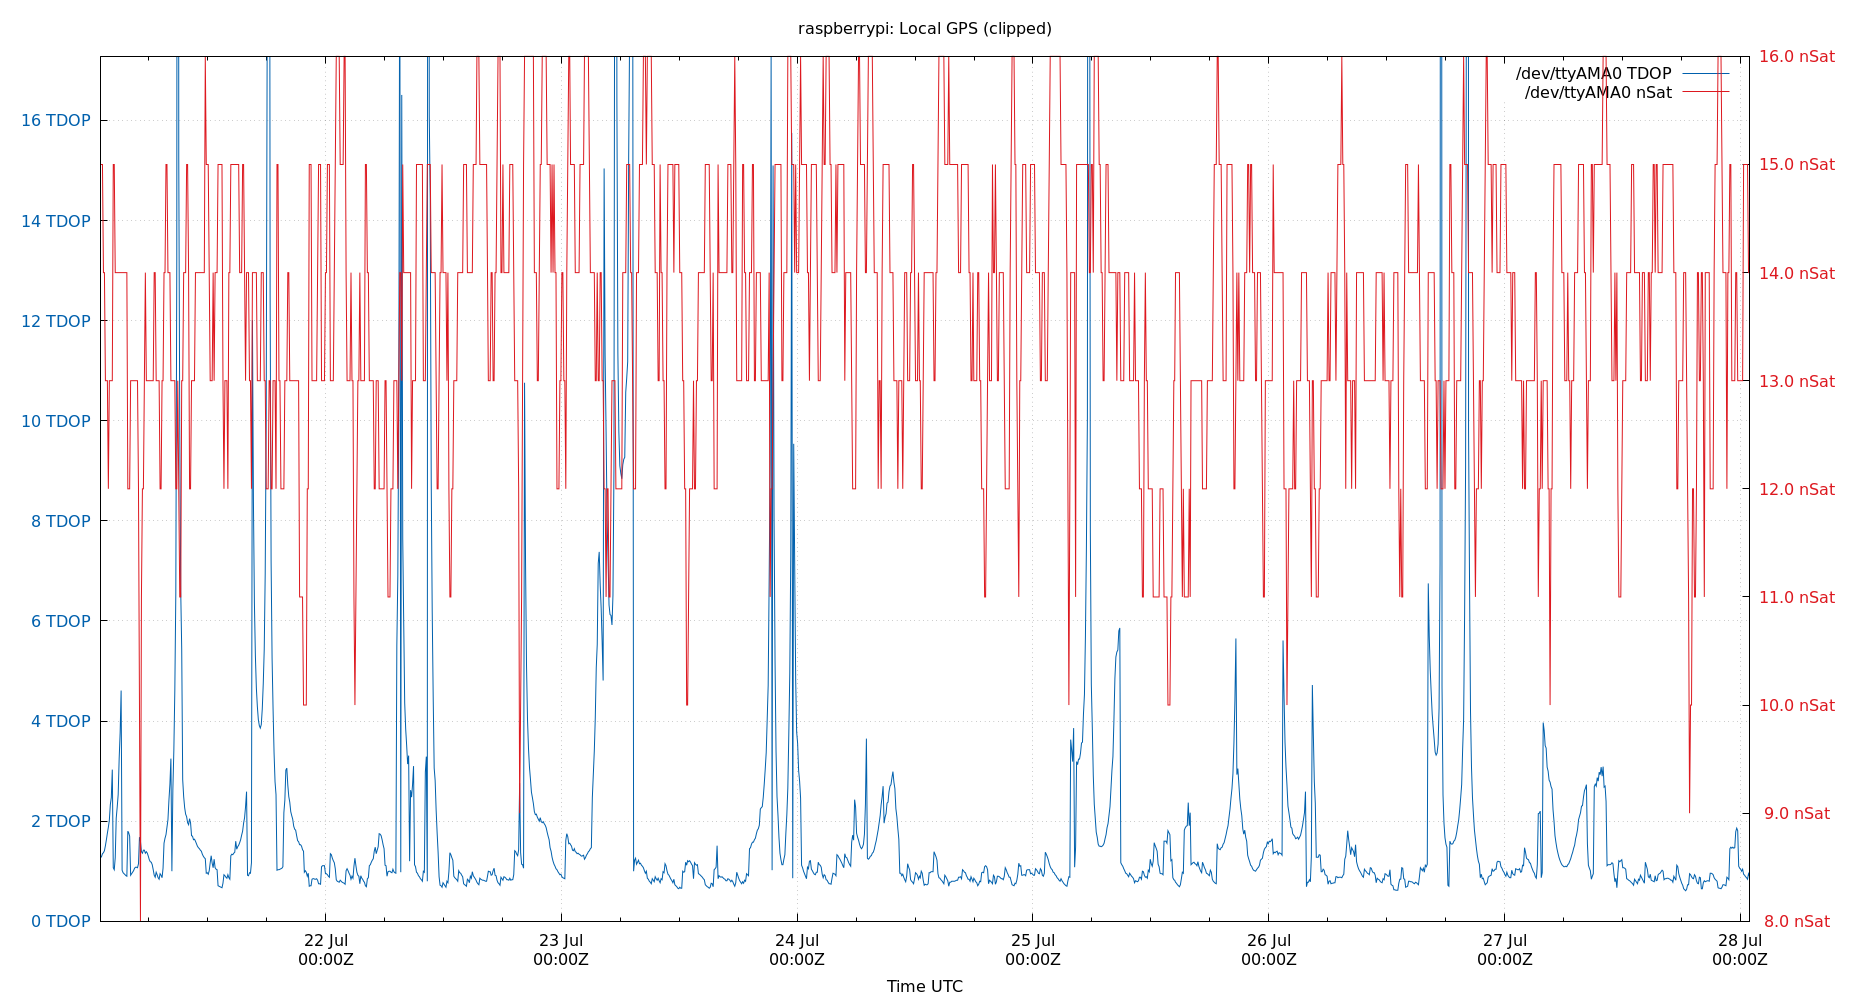 raspberrypi: Local GPS (clipped)
/dev/ttyAMA0 TDOP
/dev/ttyAMA0 nSat
16 TDOP
14 TDOP
12 TDOP
10 TDOP
8 TDOP
6 TDOP
4 TDOP
2 TDOP
0 TDOP
16.0 nSat
15.0 nSat
14.0 nSat
13.0 nSat
12.0 nSat
11.0 nSat
10.0 nSat
9.0 nSat
8.0 nSat
22 Jul
00:00Z
23 Jul
00:00Z
24 Jul
00:00Z
25 Jul
00:00Z
26 Jul
00:00Z
27 Jul
00:00Z
28 Jul
00:00Z
Time UTC